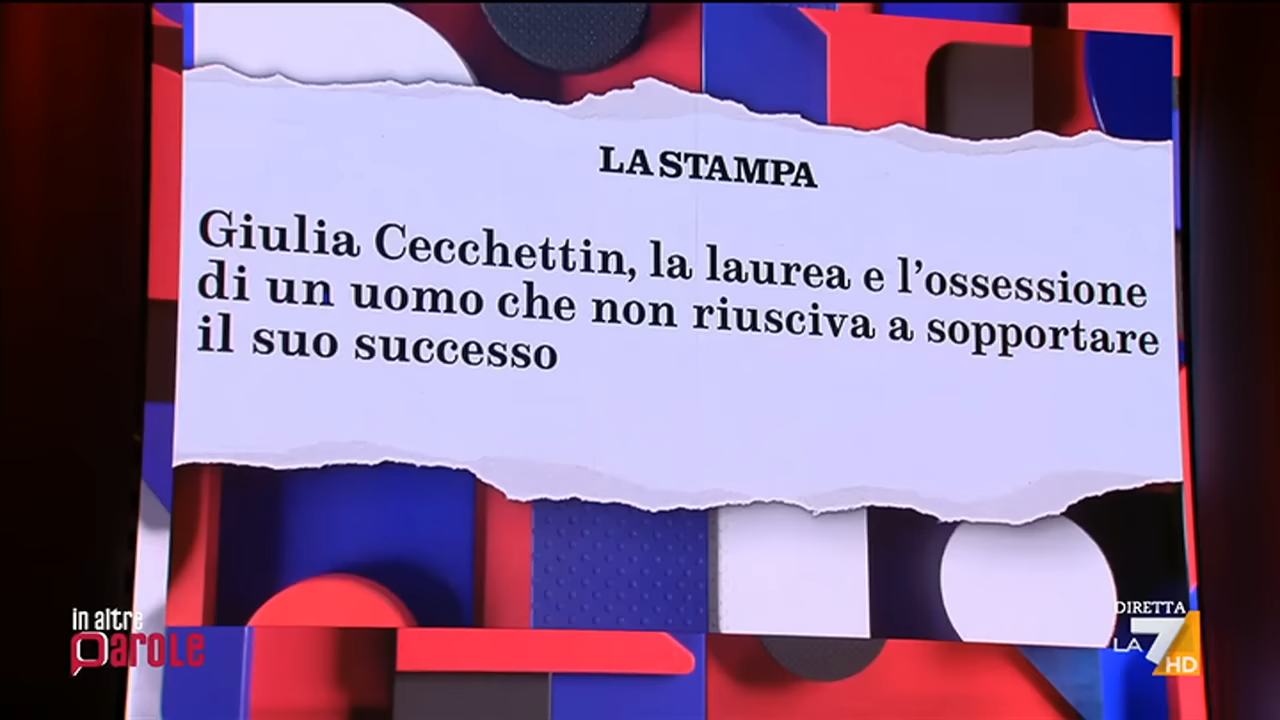 LA STAMPA
Giulia Cecchettin, la laurea e l'ossessione
di un uomo che non riusciva a sopportare
il suo successo
in altre
parole
DIRETTA
LA 7
HD